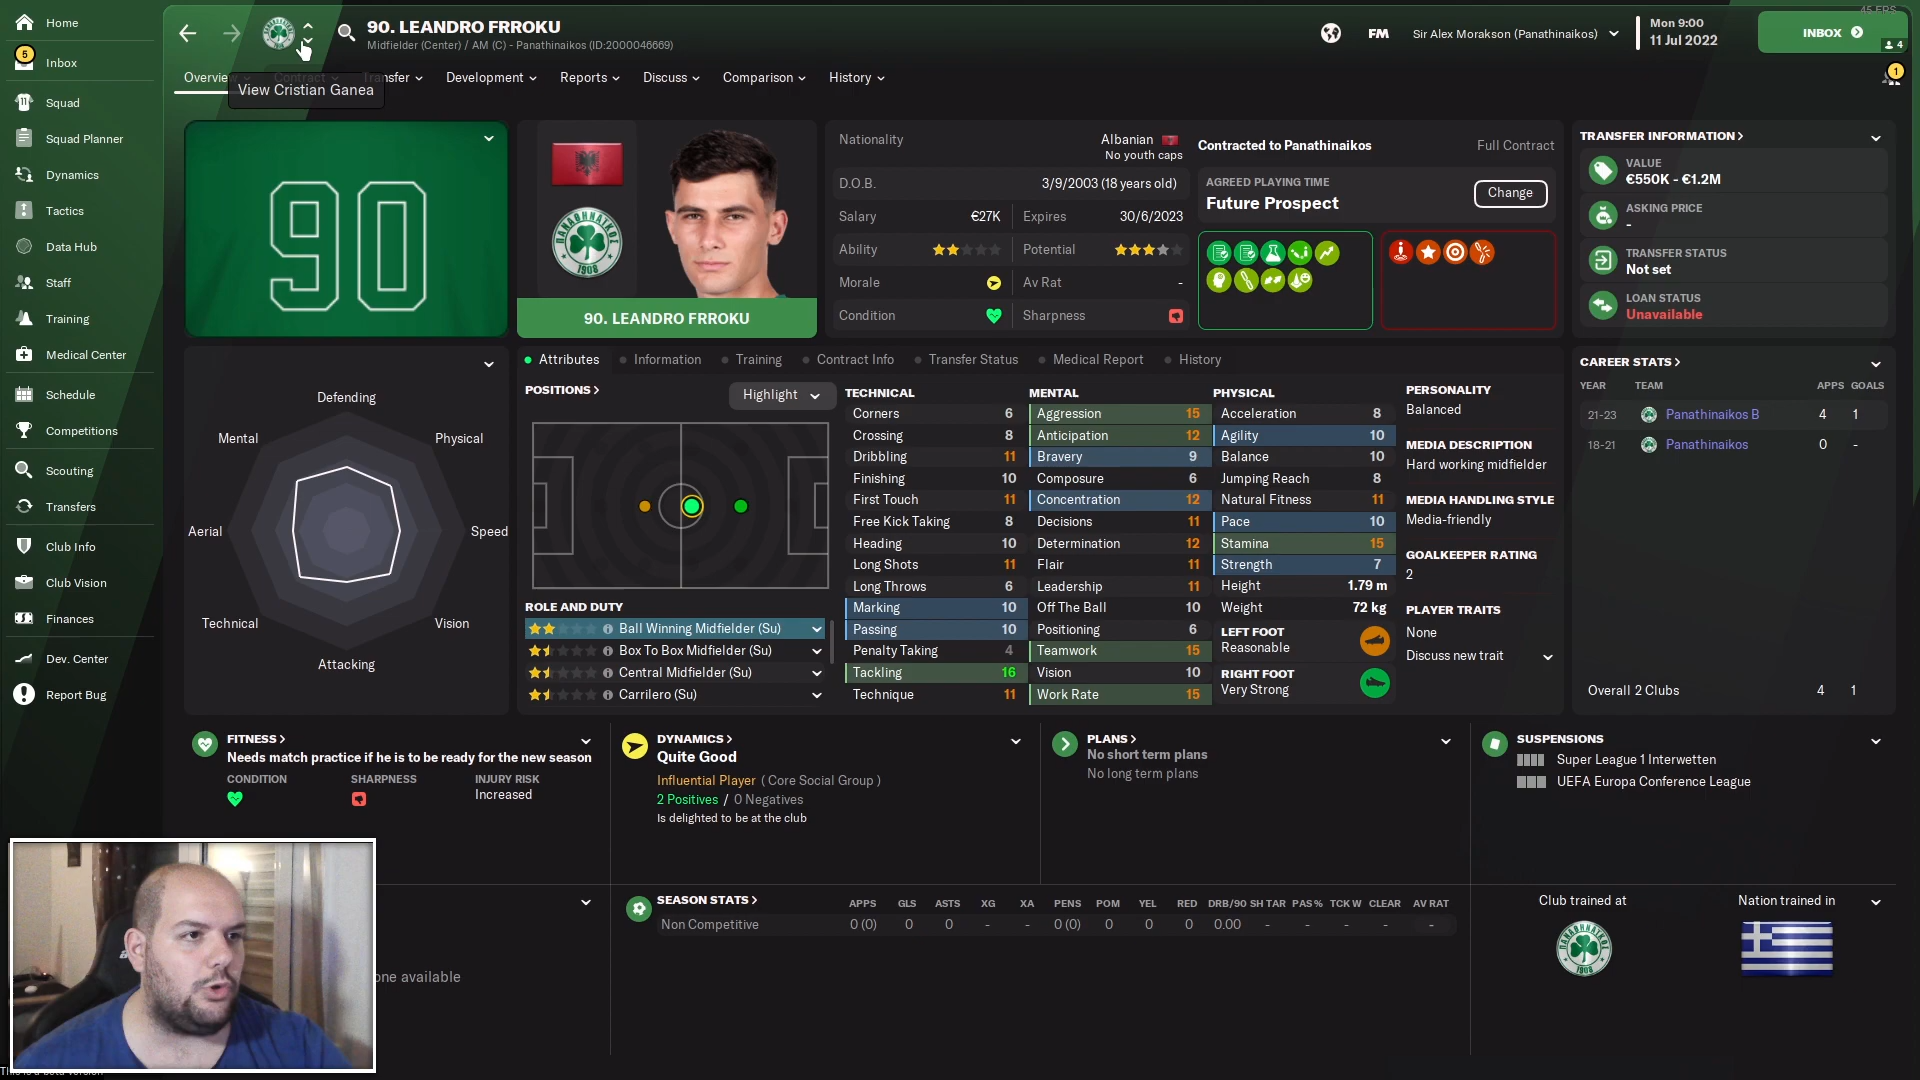 45 FPS
Home
5
Inbox
Squad
Squad Planner
Dynamics
Tactics
Data Hub
Staff
Training
Medical Center
Schedule
Competitions
Scouting
Transfers
Club Info
Club Vision
Finances
Dev. Center
Report Bug
90. LEANDRO FRROKU
Midfielder (Center) / AM (C) - Panathinaikos (ID:2000046669)
FM
Sir Alex Morakson (Panathinaikos)
Mon 9:00
11 Jul 2022
INBOX
4
1
Overview
Contract
Transfer
Development
Reports
Discuss
Comparison
History
View Cristian Ganea
90
ΠΑΝΑΘΗΝΑΪΚΟΣ
1908
90. LEANDRO FRROKU
Nationality Albanian
No youth caps
D.O.B. 3/9/2003 (18 years old)
Salary €27K Expires 30/6/2023
Ability Potential
Morale Av Rat -
Condition Sharpness
Contracted to Panathinaikos Full Contract
AGREED PLAYING TIME
Future Prospect
Change
TRANSFER INFORMATION >
VALUE
€550K - €1.2M
ASKING PRICE
-
TRANSFER STATUS
Not set
LOAN STATUS
Unavailable
Defending
Mental Physical
Aerial Speed
Technical Vision
Attacking
Attributes Information Training Contract Info Transfer Status Medical Report History
POSITIONS >
Highlight
ROLE AND DUTY
Ball Winning Midfielder (Su)
Box To Box Midfielder (Su)
Central Midfielder (Su)
Carrilero (Su)
TECHNICAL
Corners 6
Crossing 8
Dribbling 11
Finishing 10
First Touch 11
Free Kick Taking 8
Heading 10
Long Shots 11
Long Throws 6
Marking 10
Passing 10
Penalty Taking 4
Tackling 16
Technique 11
MENTAL
Aggression 15
Anticipation 12
Bravery 9
Composure 6
Concentration 12
Decisions 11
Determination 12
Flair 11
Leadership 11
Off The Ball 10
Positioning 6
Teamwork 15
Vision 10
Work Rate 15
PHYSICAL
Acceleration 8
Agility 10
Balance 10
Jumping Reach 8
Natural Fitness 11
Pace 10
Stamina 15
Strength 7
Height 1.79 m
Weight 72 kg
LEFT FOOT
Reasonable
RIGHT FOOT
Very Strong
PERSONALITY
Balanced
MEDIA DESCRIPTION
Hard working midfielder
MEDIA HANDLING STYLE
Media-friendly
GOALKEEPER RATING
2
PLAYER TRAITS
None
Discuss new trait
CAREER STATS >
YEAR TEAM APPS GOALS
21-23 Panathinaikos B 4 1
18-21 Panathinaikos 0 -
Overall 2 Clubs 4 1
FITNESS >
Needs match practice if he is to be ready for the new season
CONDITION SHARPNESS INJURY RISK
Increased
DYNAMICS >
Quite Good
Influential Player ( Core Social Group )
2 Positives / 0 Negatives
Is delighted to be at the club
PLANS >
No short term plans
No long term plans
SUSPENSIONS
Super League 1 Interwetten
UEFA Europa Conference League
one available
SEASON STATS > APPS GLS ASTS XG XA PENS POM YEL RED DRB/90 SH TAR PAS % TCK W CLEAR AV RAT
Non Competitive 0 (0) 0 0 - - 0 (0) 0 0 0 0.00 - - - - -
Club trained at
ΠΑΝΑΘΗΝΑΪΚΟΣ
1908
Nation trained in
This is a beta version